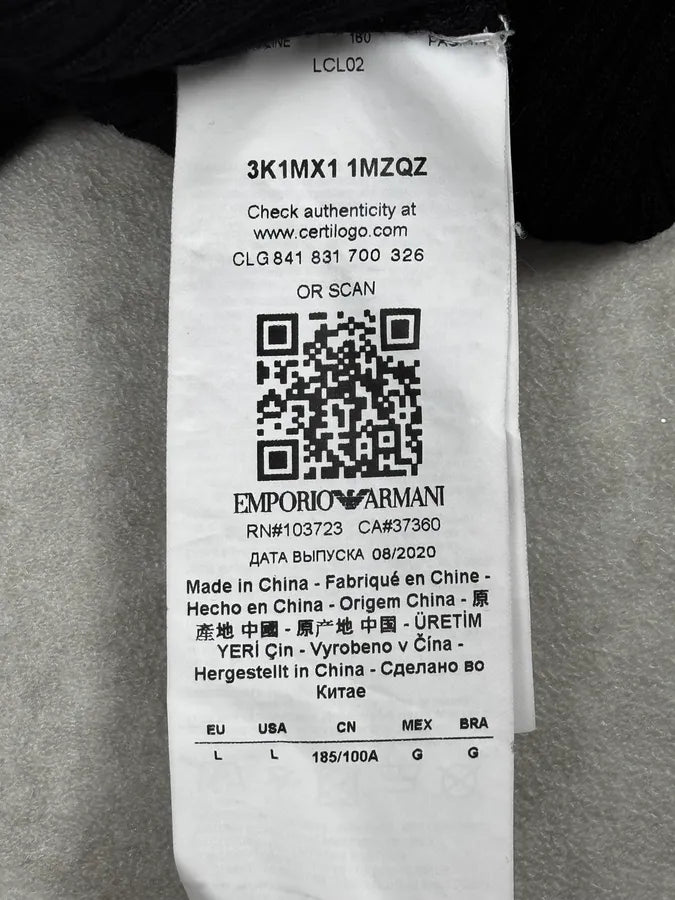 180
LCL02
3K1MX1 1MZQZ
Check authenticity at
www.certilogo.com
CLG 841 831 700 326
OR SCAN
EMPORIO ARMANI
RN#103723 CA#37360
ДАТА ВЫПУСКА 08/2020
Made in China - Fabriqué en Chine -
Hecho en China - Origem China - 原
產地 中國 - 原产地 中国 - ÜRETİM
YERİ Çin - Vyrobeno v Čína -
Hergestellt in China - Сделано во
Китае
EU USA CN MEX BRA
L L 185/100A G G